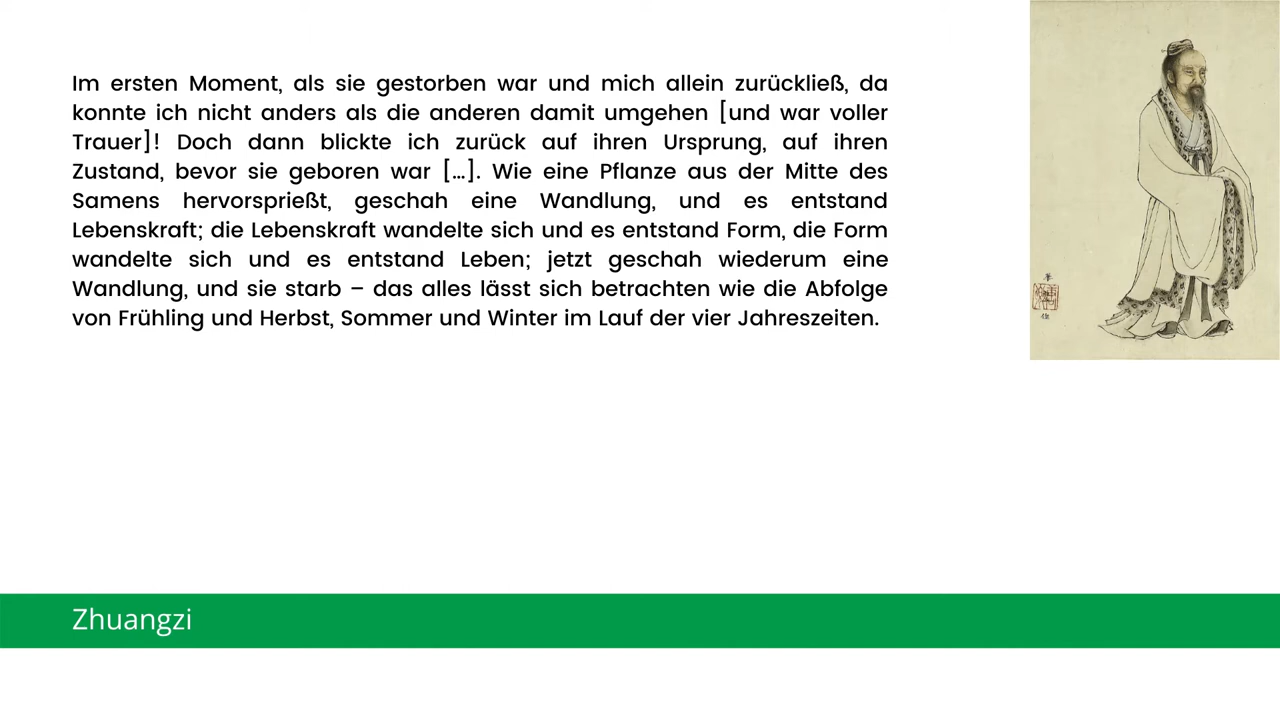 Im ersten Moment, als sie gestorben war und mich allein zurückließ, da
konnte ich nicht anders als die anderen damit umgehen [und war voller
Trauer]! Doch dann blickte ich zurück auf ihren Ursprung, auf ihren
Zustand, bevor sie geboren war [...]. Wie eine Pflanze aus der Mitte des
Samens hervorsprießt, geschah eine Wandlung, und es entstand
Lebenskraft; die Lebenskraft wandelte sich und es entstand Form, die Form
wandelte sich und es entstand Leben; jetzt geschah wiederum eine
Wandlung, und sie starb – das alles lässt sich betrachten wie die Abfolge
von Frühling und Herbst, Sommer und Winter im Lauf der vier Jahreszeiten.
Zhuangzi